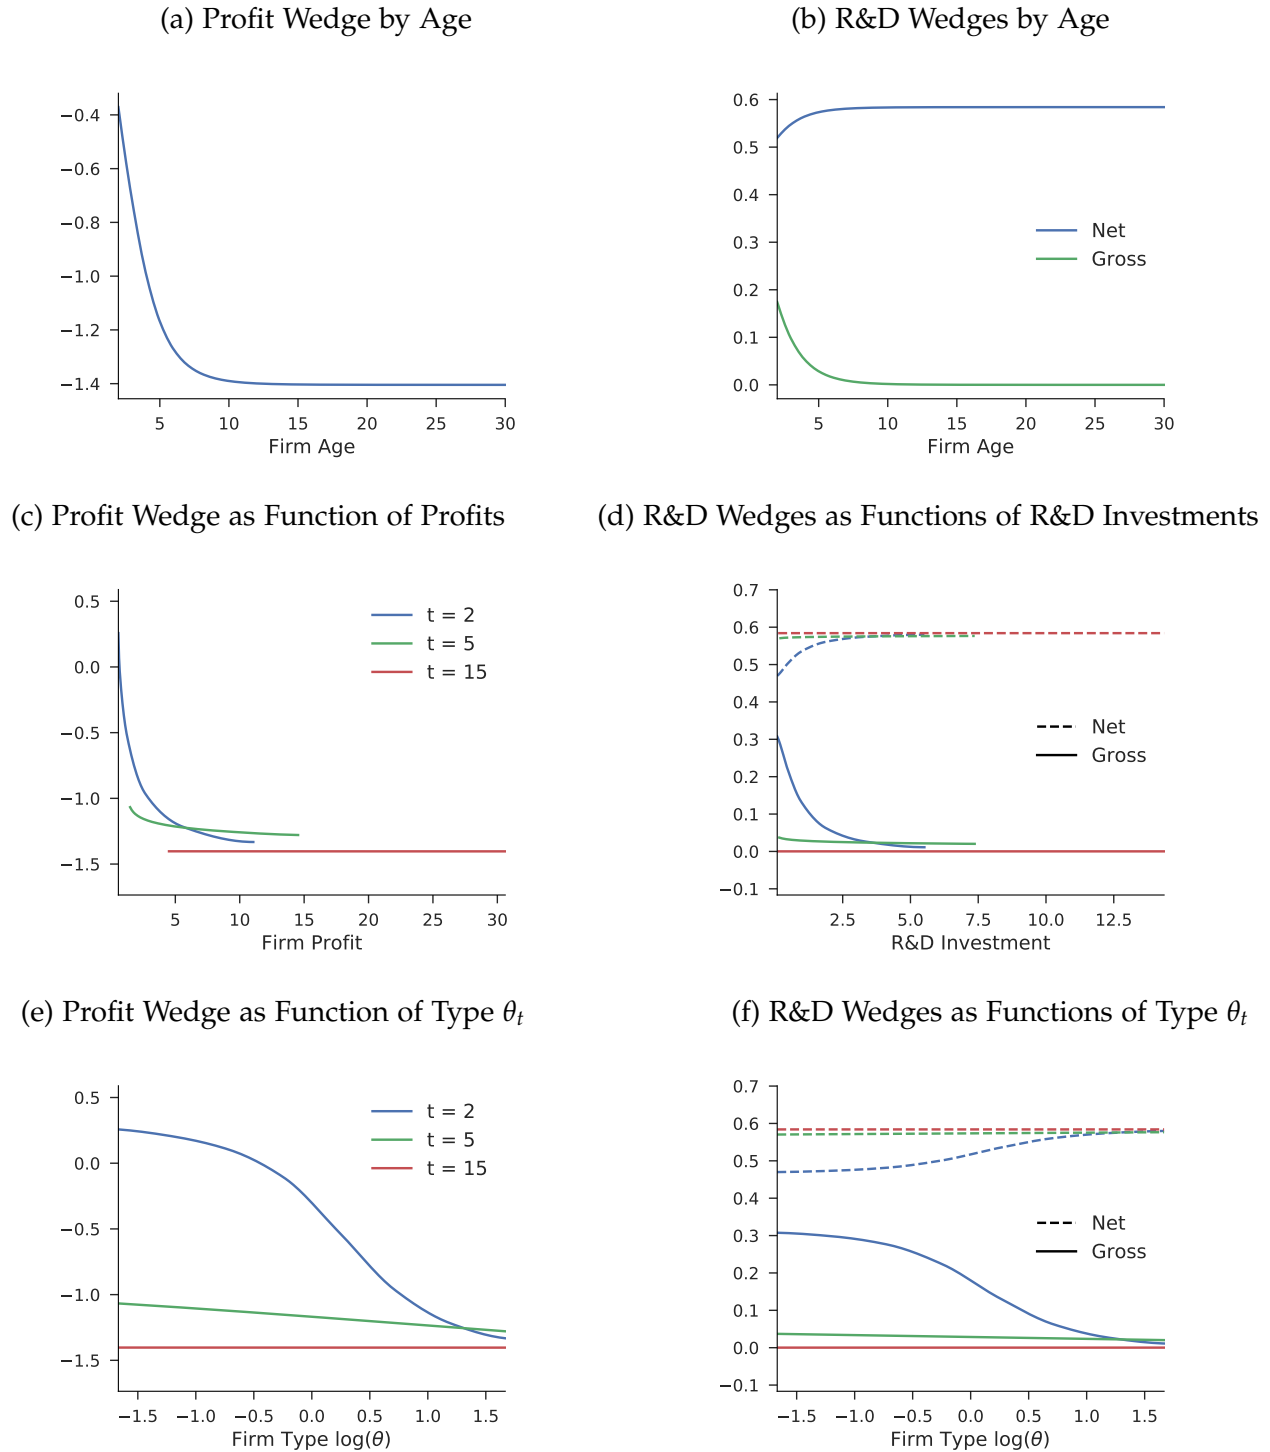 (a) Profit Wedge by Age
−0.4
−0.6
−0.8
−1.0
−1.2
−1.4
5 10 15 20 25 30
Firm Age
(b) R&D Wedges by Age
0.6
0.5
0.4
0.3
0.2
0.1
0.0
Net
Gross
5 10 15 20 25 30
Firm Age
(c) Profit Wedge as Function of Profits
0.5
0.0
−0.5
−1.0
−1.5
t = 2
t = 5
t = 15
5 10 15 20 25 30
Firm Profit
(d) R&D Wedges as Functions of R&D Investments
0.7
0.6
0.5
0.4
0.3
0.2
0.1
0.0
−0.1
Net
Gross
2.5 5.0 7.5 10.0 12.5
R&D Investment
(e) Profit Wedge as Function of Type θt
0.5
0.0
−0.5
−1.0
−1.5
t = 2
t = 5
t = 15
−1.5 −1.0 −0.5 0.0 0.5 1.0 1.5
Firm Type log(θ)
(f) R&D Wedges as Functions of Type θt
0.7
0.6
0.5
0.4
0.3
0.2
0.1
0.0
−0.1
Net
Gross
−1.5 −1.0 −0.5 0.0 0.5 1.0 1.5
Firm Type log(θ)